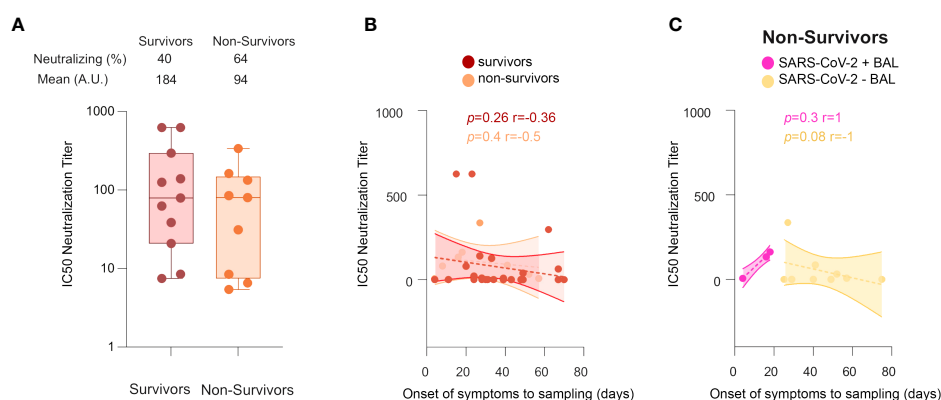 A
Survivors Non-Survivors
Neutralizing (%) 40 64
Mean (A.U.) 184 94
IC50 Neutralization Titer
1000
100
10
1
Survivors Non-Survivors
B
survivors
non-survivors
p=0.26 r=-0.36
p=0.4 r=-0.5
IC50 Neutralization Titer
1000
500
0
0 20 40 60 80
Onset of symptoms to sampling (days)
C
Non-Survivors
SARS-CoV-2 + BAL
SARS-CoV-2 - BAL
p=0.3 r=1
p=0.08 r=-1
IC50 Neutralization Titer
1000
500
0
0 20 40 60 80
Onset of symptoms to sampling (days)